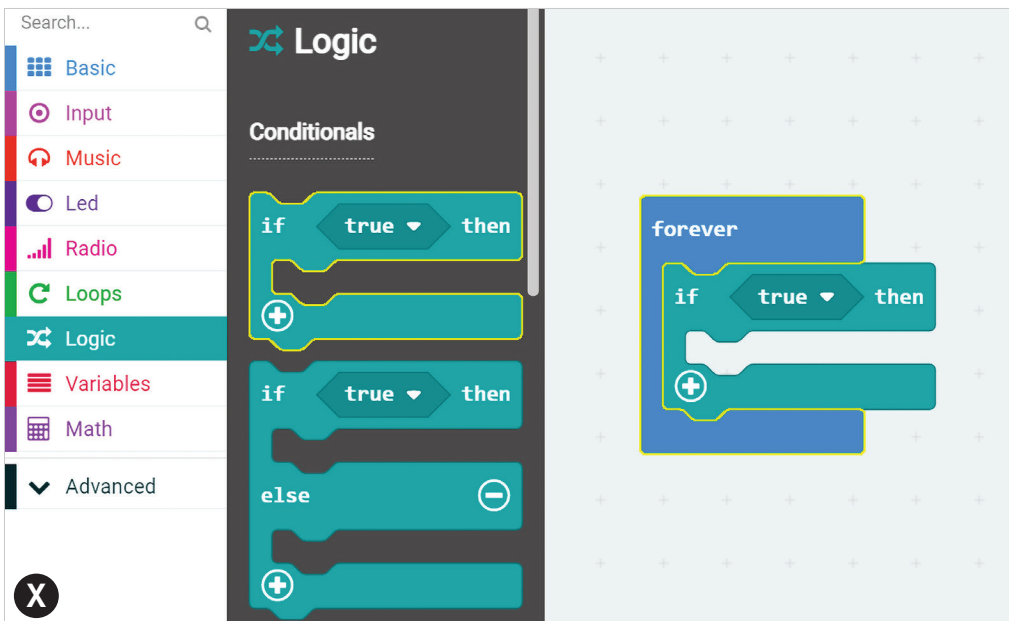 Search...
Basic
Input
Music
Led
Radio
Loops
Logic
Variables
Math
Advanced
X
Logic
Conditionals
if true then
if true then
else
forever
if true then